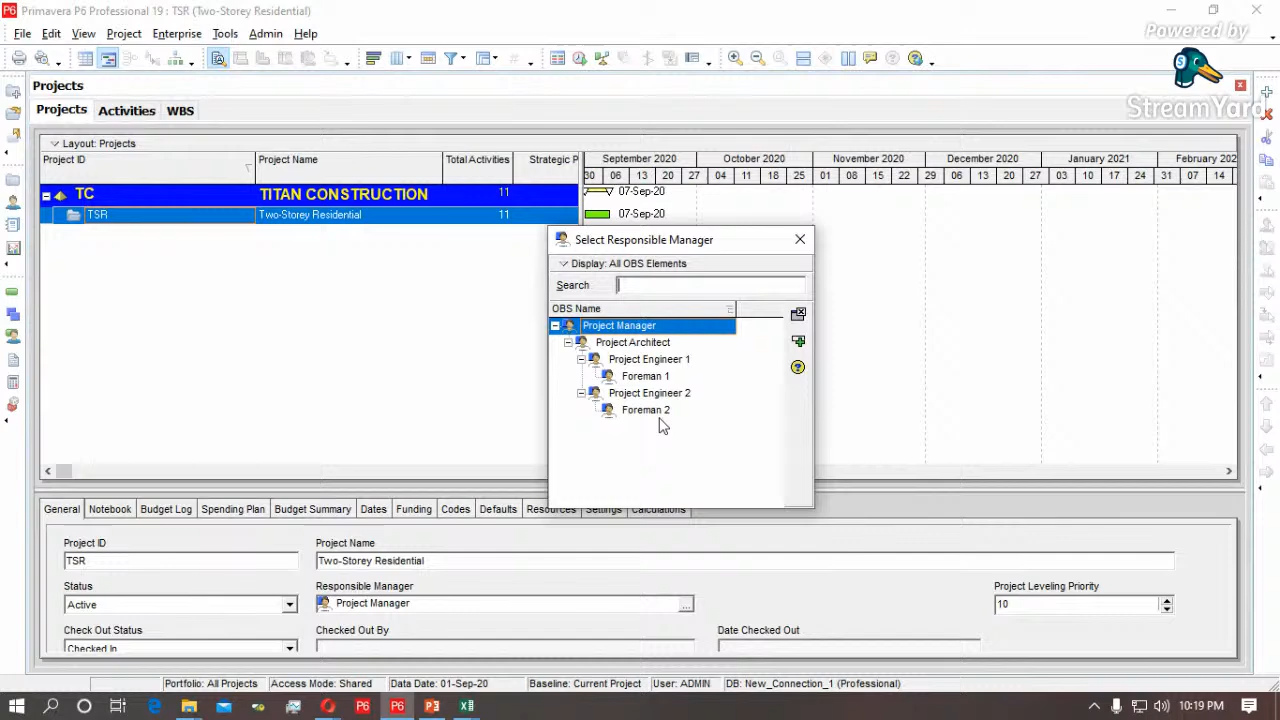 Primavera P6 Professional 19 : TSR (Two-Storey Residential)
File Edit View Project Enterprise Tools Admin Help
Powered by
StreamYard
Projects
Projects Activities WBS
Layout: Projects
Project ID Project Name Total Activities Strategic P
September 2020 October 2020 November 2020 December 2020 January 2021 February 202
30 06 13 20 27 04 11 18 25 01 08 15 22 29 06 13 20 27 03 10 17 24 31 07 14
TC TITAN CONSTRUCTION 11 07-Sep-20
TSR Two-Storey Residential 11 07-Sep-20
Select Responsible Manager
Display: All OBS Elements
Search
OBS Name
Project Manager
Project Architect
Project Engineer 1
Foreman 1
Project Engineer 2
Foreman 2
General Notebook Budget Log Spending Plan Budget Summary Dates Funding Codes Defaults Resources Settings Calculations
Project ID Project Name
TSR Two-Storey Residential
Status Responsible Manager Project Leveling Priority
Active Project Manager ... 10
Check Out Status Checked Out By Date Checked Out
Checked In
Portfolio: All Projects Access Mode: Shared Data Date: 01-Sep-20 Baseline: Current Project User: ADMIN DB: New_Connection_1 (Professional)
10:19 PM